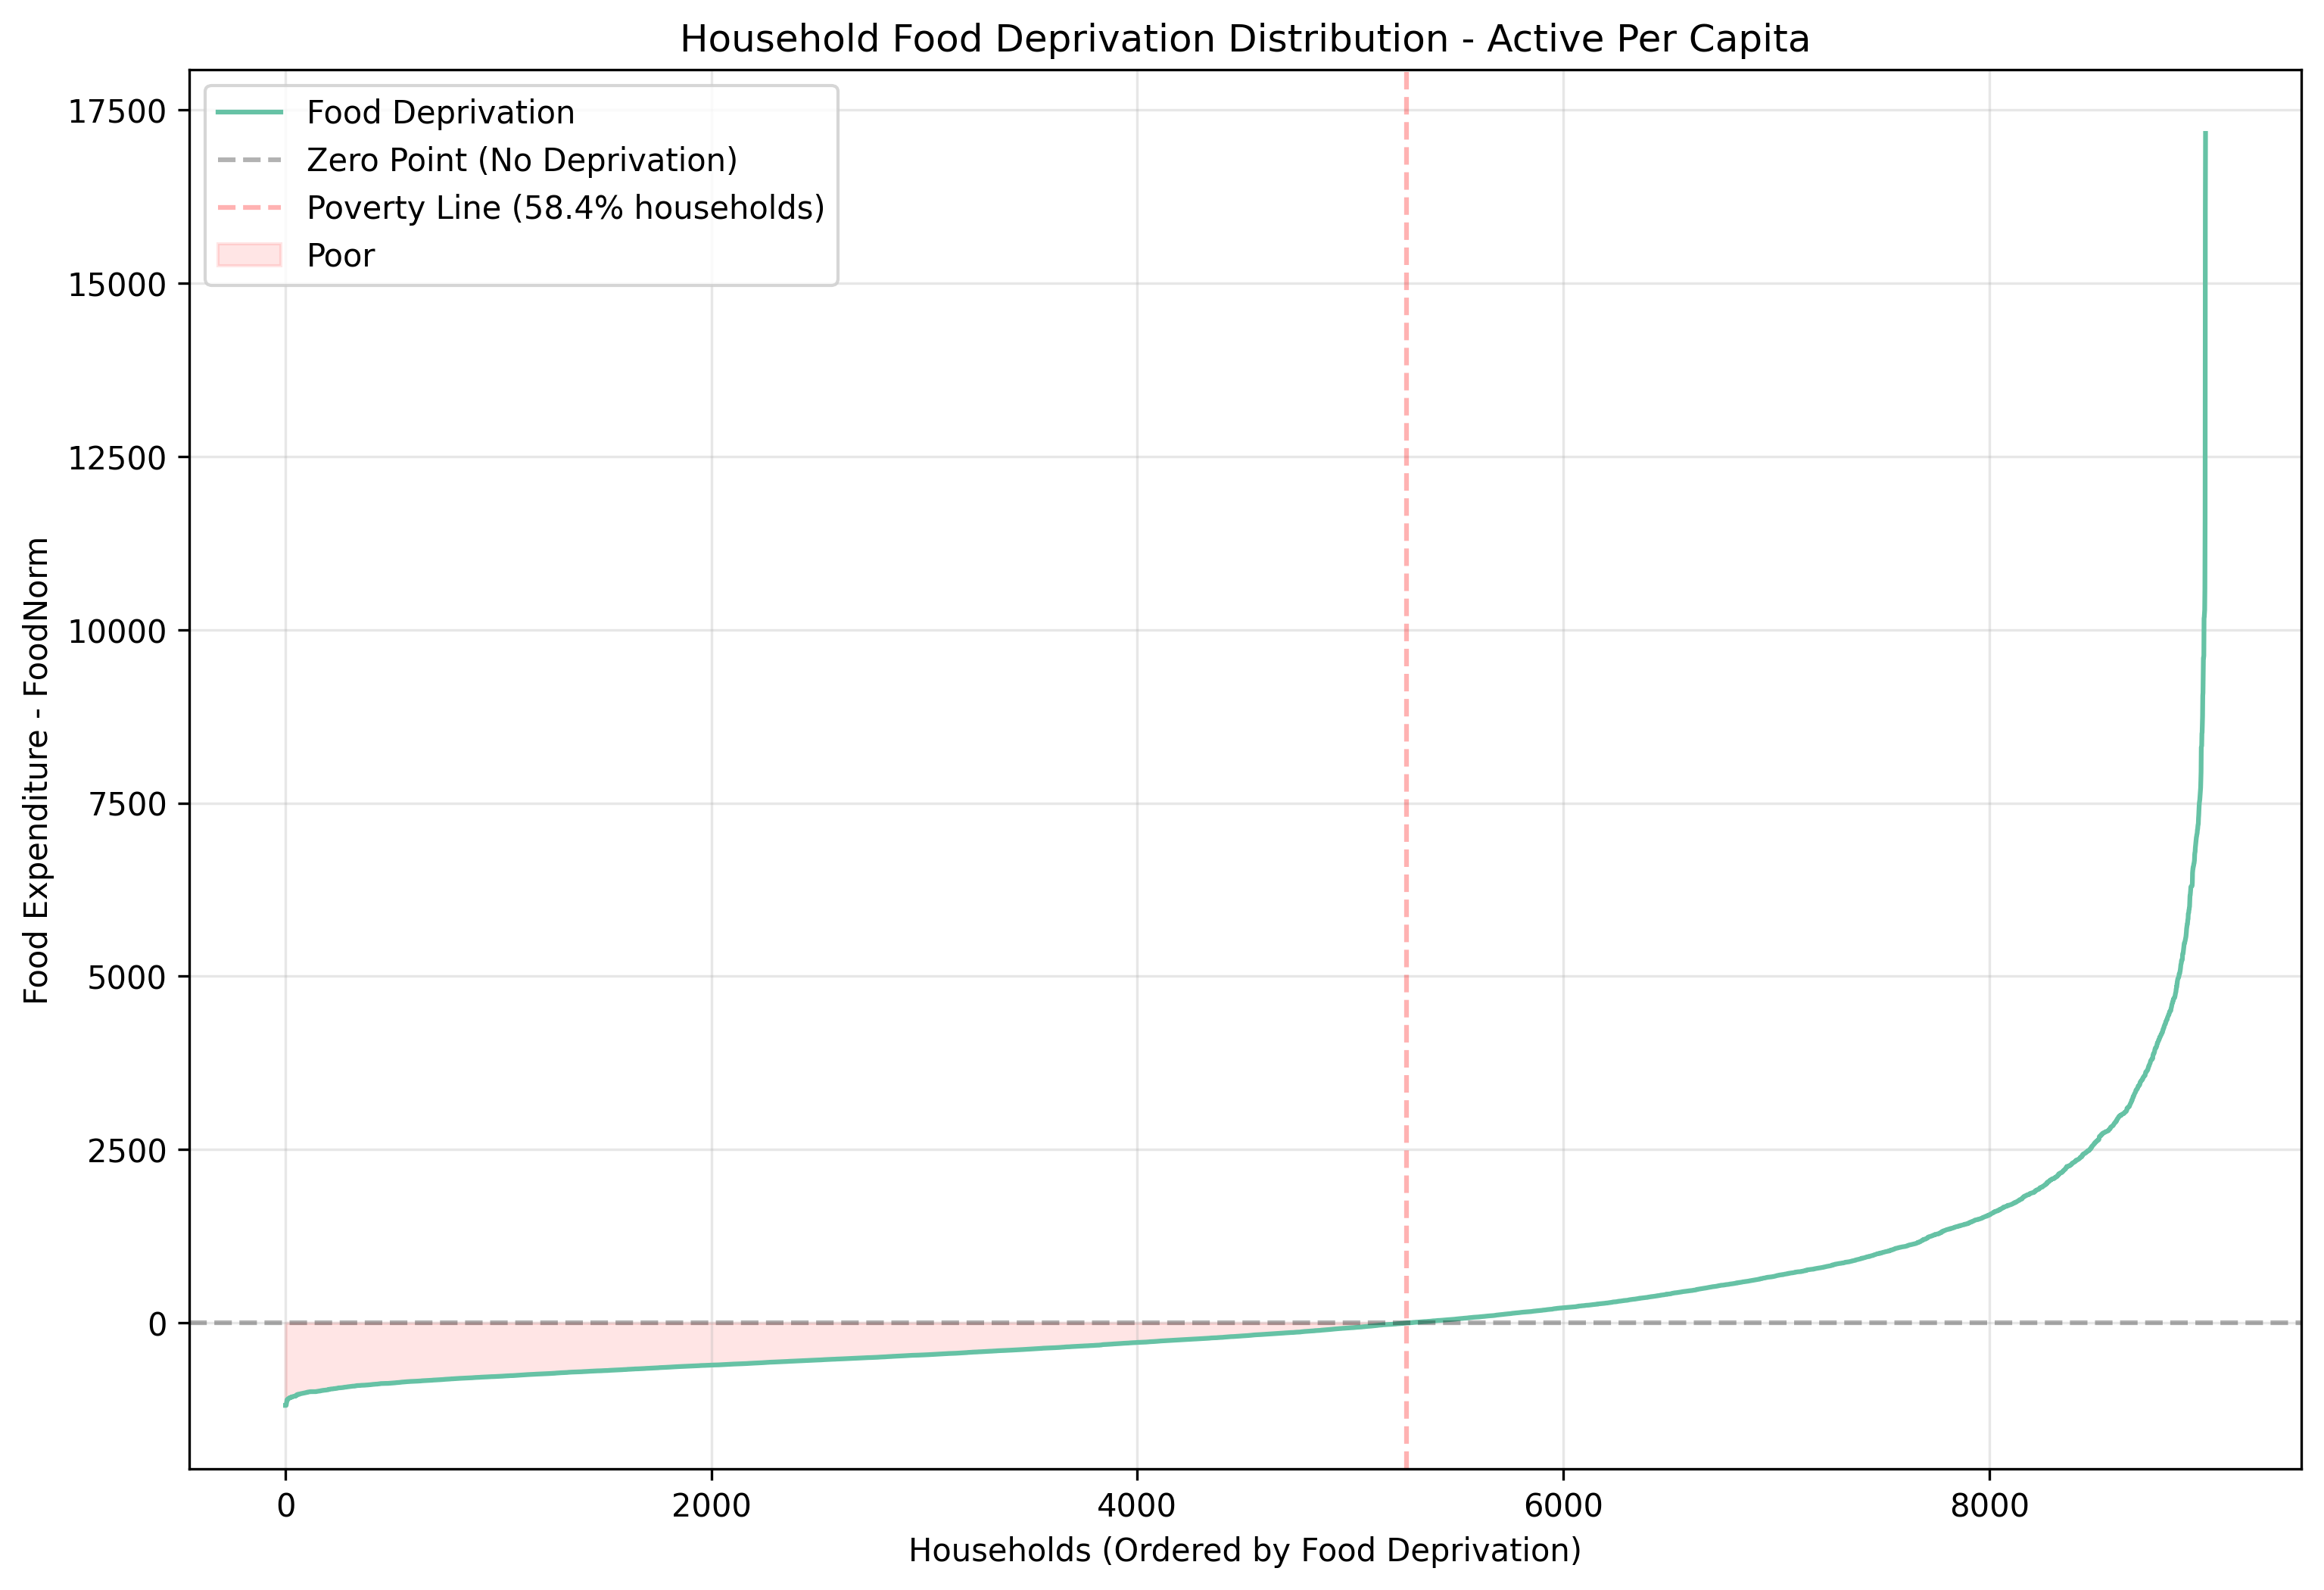 Household Food Deprivation Distribution - Active Per Capita
Food Deprivation
Zero Point (No Deprivation)
Poverty Line (58.4% households)
Poor
17500
15000
12500
10000
7500
5000
2500
0
Food Expenditure - FoodNorm
0 2000 4000 6000 8000
Households (Ordered by Food Deprivation)